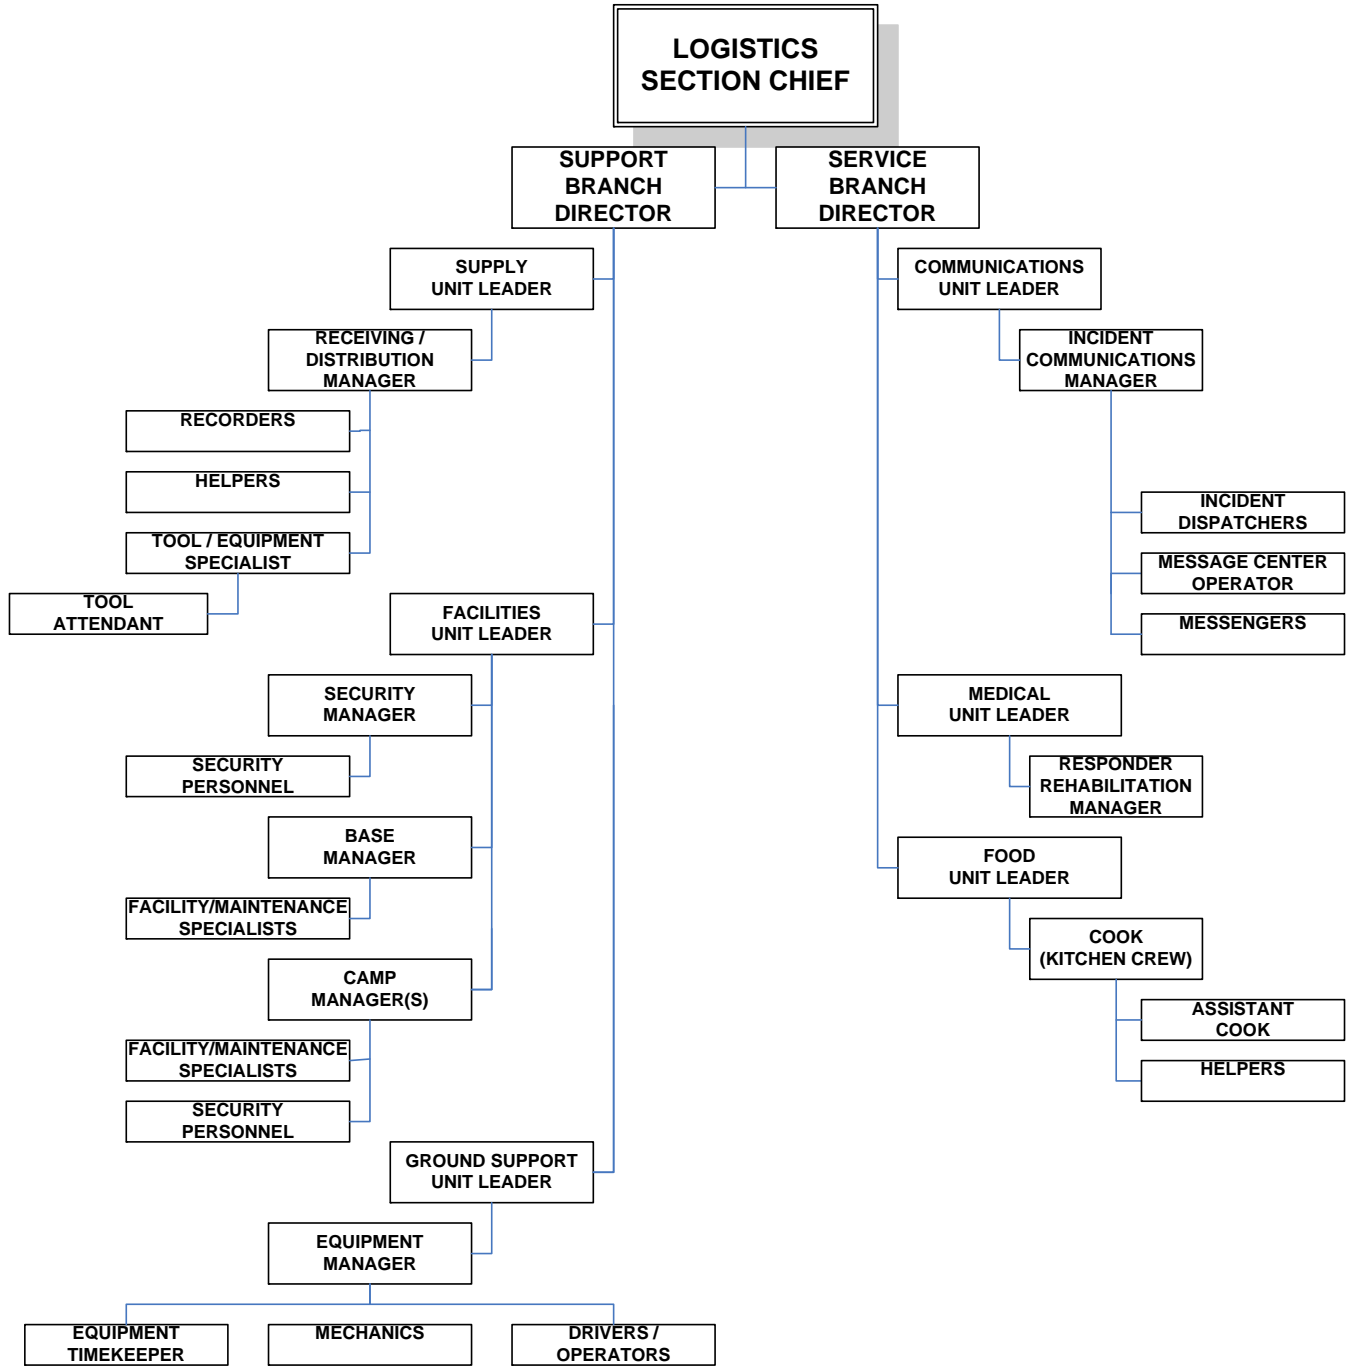 LOGISTICS
SECTION CHIEF
SUPPORT
BRANCH
DIRECTOR
SERVICE
BRANCH
DIRECTOR
SUPPLY
UNIT LEADER
RECEIVING /
DISTRIBUTION
MANAGER
RECORDERS
HELPERS
TOOL / EQUIPMENT
SPECIALIST
TOOL
ATTENDANT
FACILITIES
UNIT LEADER
SECURITY
MANAGER
SECURITY
PERSONNEL
BASE
MANAGER
FACILITY/MAINTENANCE
SPECIALISTS
CAMP
MANAGER(S)
FACILITY/MAINTENANCE
SPECIALISTS
SECURITY
PERSONNEL
GROUND SUPPORT
UNIT LEADER
EQUIPMENT
MANAGER
EQUIPMENT
TIMEKEEPER
MECHANICS
DRIVERS /
OPERATORS
COMMUNICATIONS
UNIT LEADER
INCIDENT
COMMUNICATIONS
MANAGER
INCIDENT
DISPATCHERS
MESSAGE CENTER
OPERATOR
MESSENGERS
MEDICAL
UNIT LEADER
RESPONDER
REHABILITATION
MANAGER
FOOD
UNIT LEADER
COOK
(KITCHEN CREW)
ASSISTANT
COOK
HELPERS